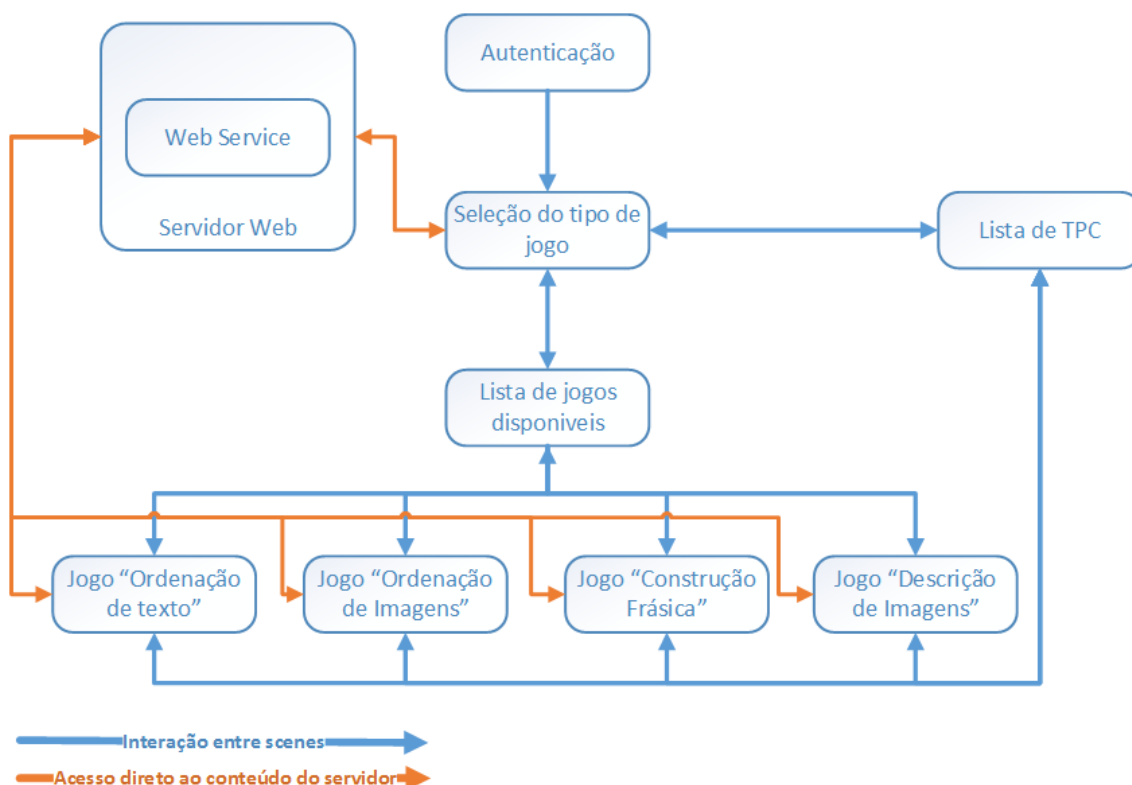 Autenticação
Web Service
Servidor Web
Seleção do tipo de
jogo
Lista de TPC
Lista de jogos
disponiveis
Jogo “Ordenação
de texto”
Jogo “Ordenação
de Imagens”
Jogo “Construção
Frásica”
Jogo “Descrição
de Imagens”
Interação entre scenes
Acesso direto ao conteúdo do servidor